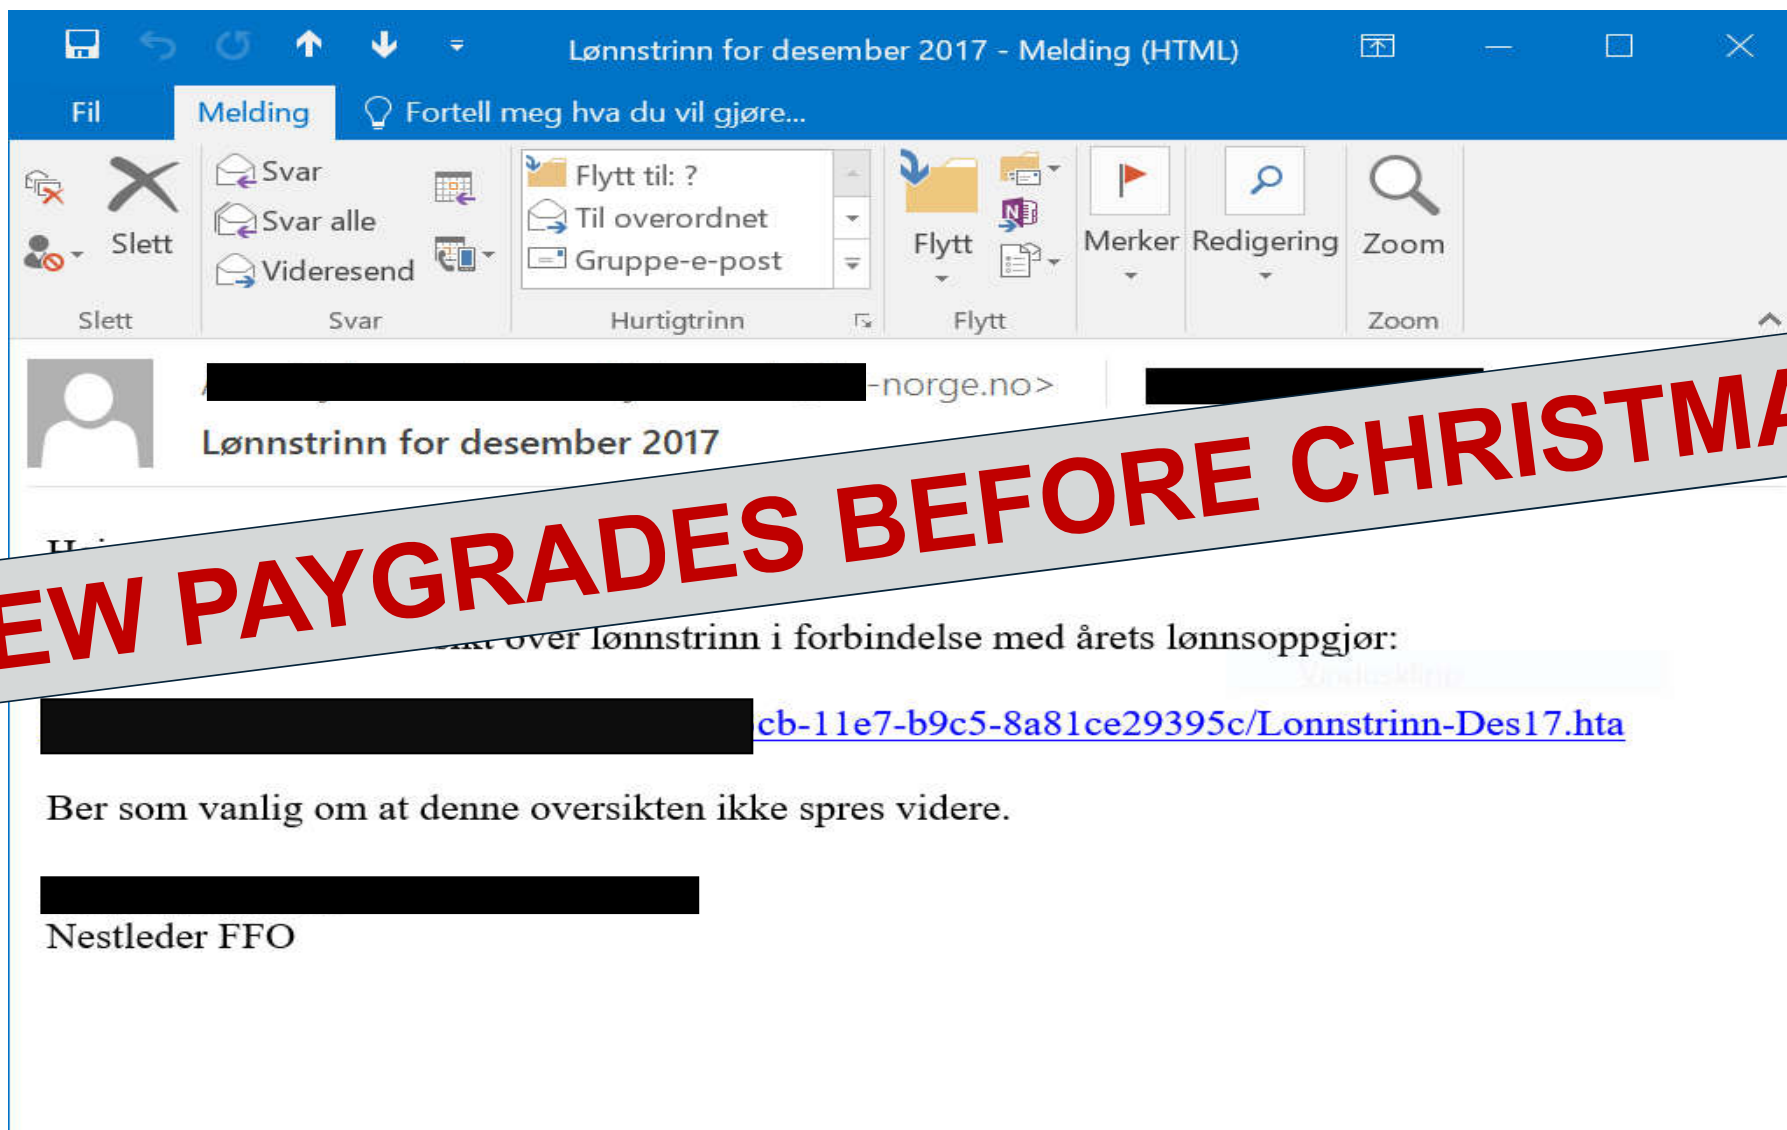 Lønnstrinn for desember 2017 - Melding (HTML)
Fil Melding Fortell meg hva du vil gjøre...
Slett
Svar
Svar alle
Videresend
Flytt til: ?
Til overordnet
Gruppe-e-post
Flytt
Merker
Redigering
Zoom
Slett Svar Hurtigtrinn Flytt Zoom
-norge.no>
Lønnstrinn for desember 2017
EW PAYGRADES BEFORE CHRISTMA
over lønnstrinn i forbindelse med årets lønnsoppgjør:
cb-11e7-b9c5-8a81ce29395c/Lonnstrinn-Des17.hta
Ber som vanlig om at denne oversikten ikke spres videre.
Nestleder FFO